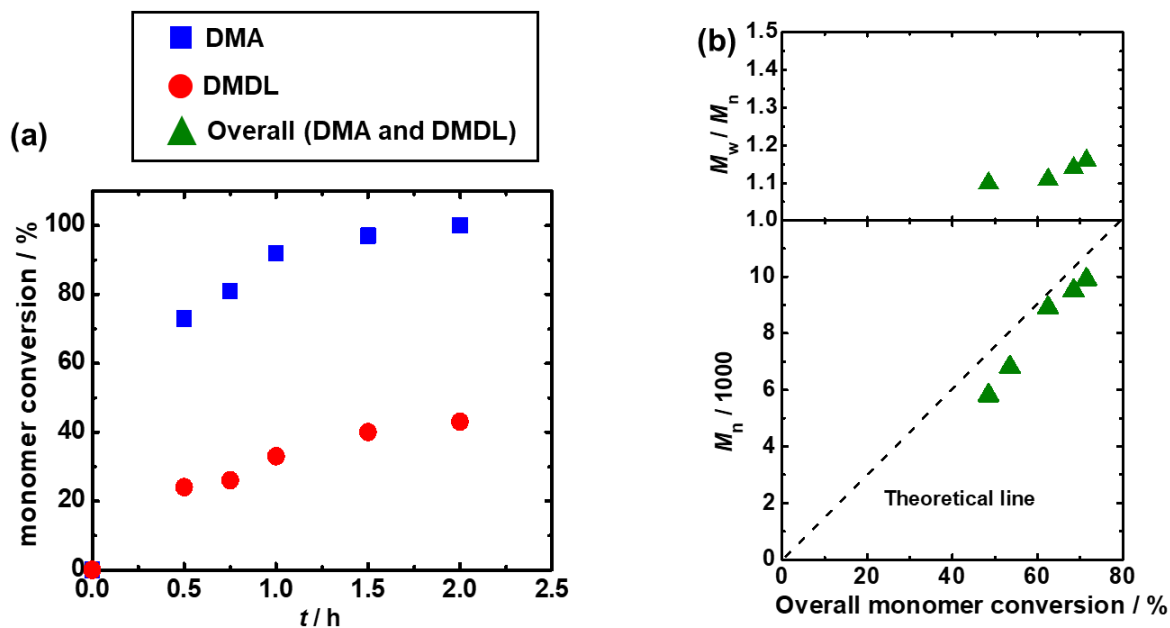 DMA
DMDL
Overall (DMA and DMDL)
(a)
100
80
60
40
20
0
monomer conversion / %
0.0 0.5 1.0 1.5 2.0 2.5
t / h
(b)
1.5
1.4
1.3
1.2
1.1
1.0
Mw / Mn
10
8
6
4
2
0
Mn / 1000
Theoretical line
0 20 40 60 80
Overall monomer conversion / %